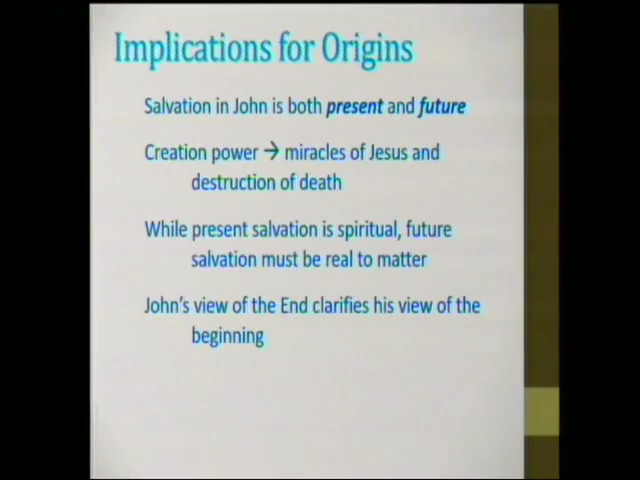 Implications for Origins
Salvation in John is both present and future
Creation power → miracles of Jesus and
destruction of death
While present salvation is spiritual, future
salvation must be real to matter
John's view of the End clarifies his view of the
beginning